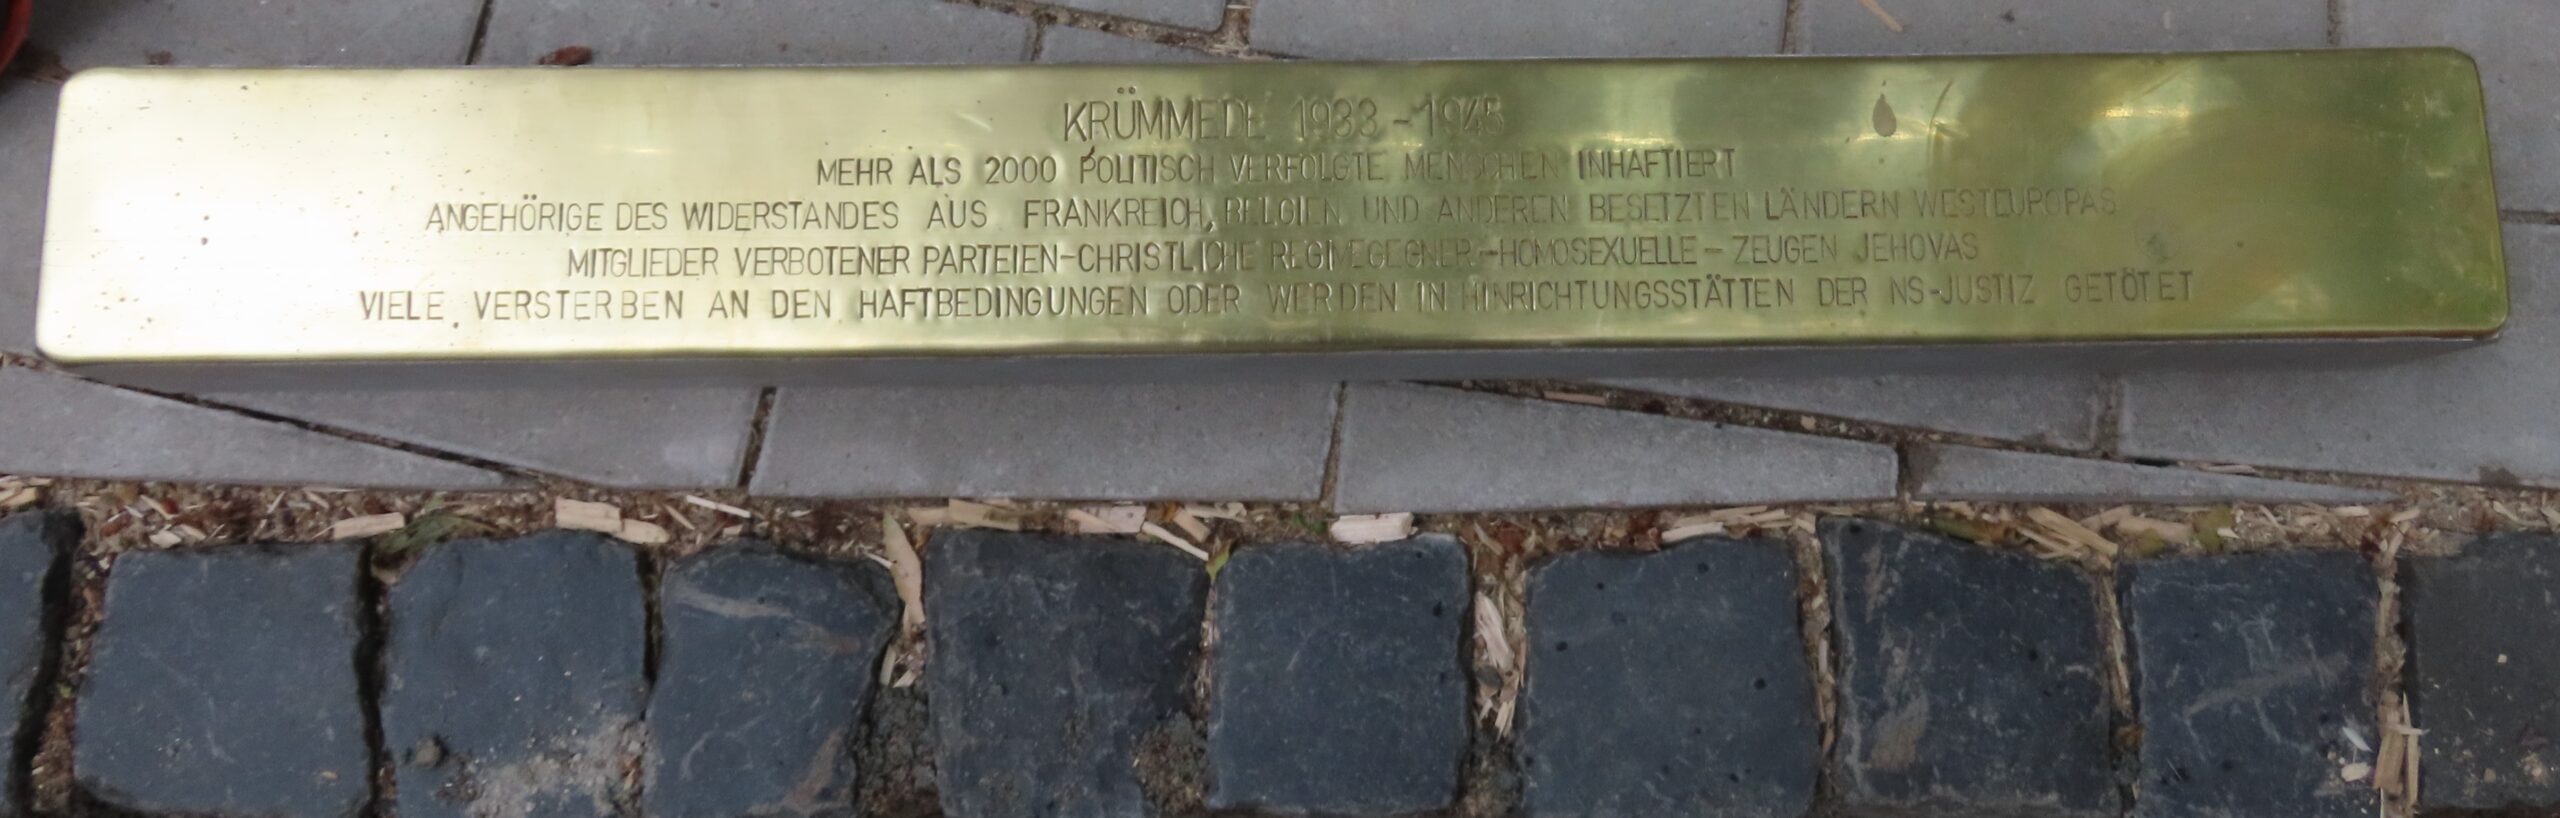 KRÜMMEDE 1933-1945
MEHR ALS 2000 POLITISCH VERFOLGTE MENSCHEN INHAFTIERT
ANGEHÖRIGE DES WIDERSTANDES AUS FRANKREICH, BELGIEN UND ANDEREN BESETZTEN LÄNDERN WESTEUROPAS
MITGLIEDER VERBOTENER PARTEIEN-CHRISTLICHE REGIMEGEGNER-HOMOSEXUELLE-ZEUGEN JEHOVAS
VIELE VERSTERBEN AN DEN HAFTBEDINGUNGEN ODER WERDEN IN HINRICHTUNGSSTÄTTEN DER NS-JUSTIZ GETÖTET